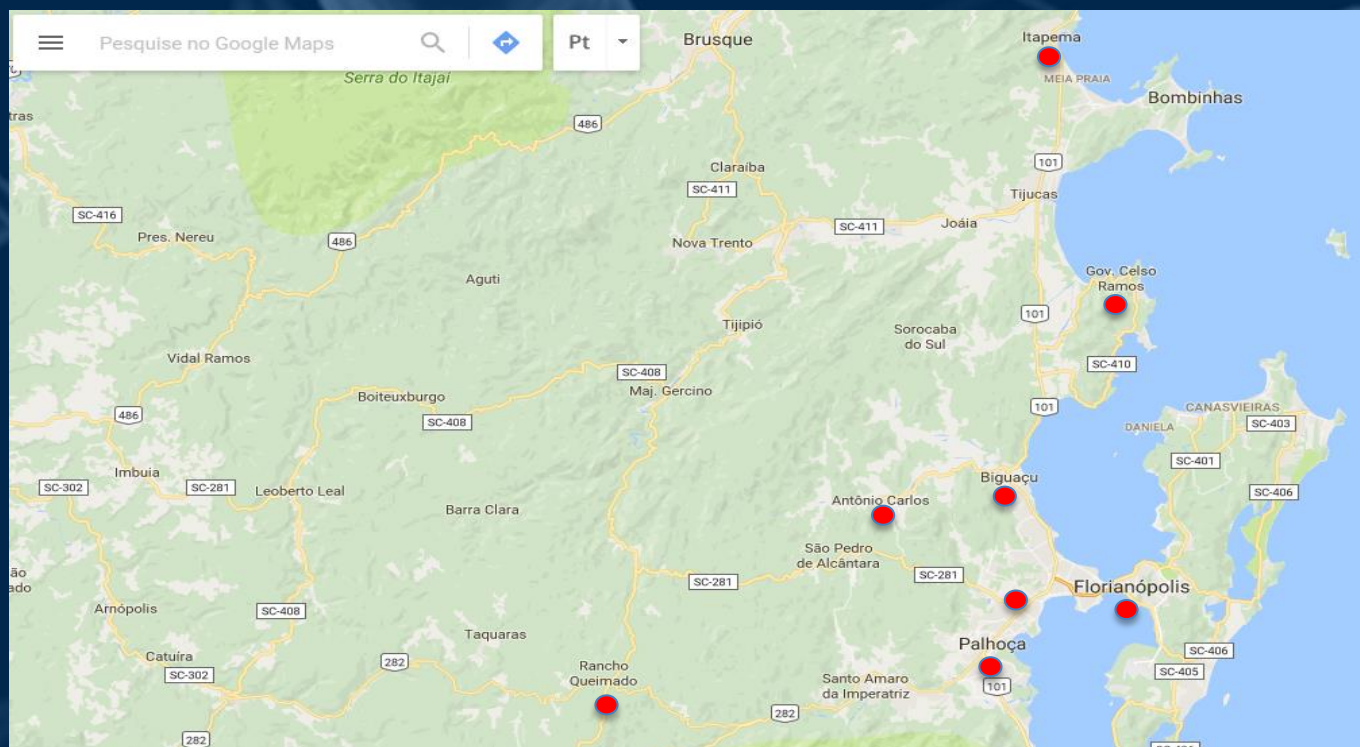 Pesquise no Google Maps
Pt
Brusque
Itapema
Serra do Itajaí
MEIA PRAIA
Bombinhas
tras
486
Claraíba
101
SC-411
Tijucas
SC-416
Joáia
SC-411
Pres. Nereu
486
Nova Trento
Gov. Celso
Ramos
Aguti
101
Tijipió
Sorocaba
do Sul
Vidal Ramos
SC-410
SC-408
Maj. Gercino
Boiteuxburgo
101
CANASVIEIRAS
486
SC-408
SC-403
DANIELA
SC-401
Imbuia
Biguaçu
SC-302
SC-281
Leoberto Leal
SC-406
Antônio Carlos
Barra Clara
São Pedro
de Alcântara
ão
ado
SC-281
SC-281
Florianópolis
Arnópolis
SC-408
Taquaras
Palhoça
SC-406
Catuíra
282
Rancho
Queimado
SC-405
SC-302
Santo Amaro
da Imperatriz
101
282
282